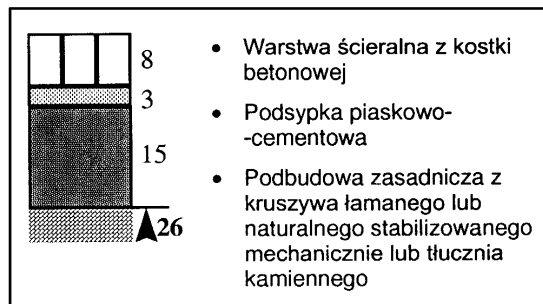 8
3
15
26
• Warstwa ścieralna z kostki
betonowej
• Podsypka piaskowo-
-cementowa
• Podbudowa zasadnicza z
kruszywa łamanego lub
naturalnego stabilizowanego
mechanicznie lub tłucznia
kamiennego